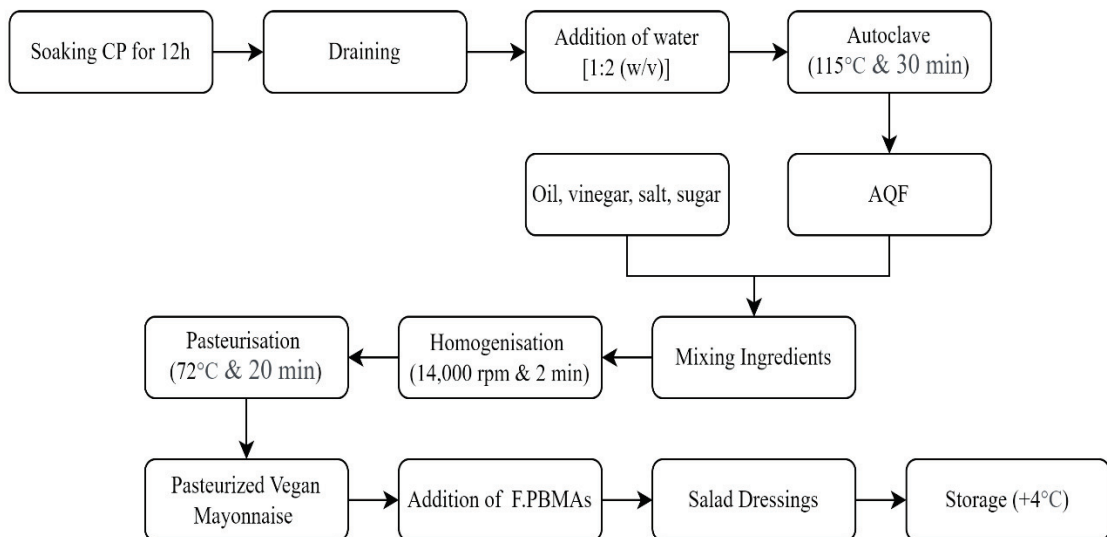 Soaking CP for 12h
Draining
Addition of water
[1:2 (w/v)]
Autoclave
(115°C & 30 min)
Oil, vinegar, salt, sugar
AQF
Mixing Ingredients
Homogenisation
(14,000 rpm & 2 min)
Pasteurisation
(72°C & 20 min)
Pasteurized Vegan
Mayonnaise
Addition of F.PBMAs
Salad Dressings
Storage (+4°C)